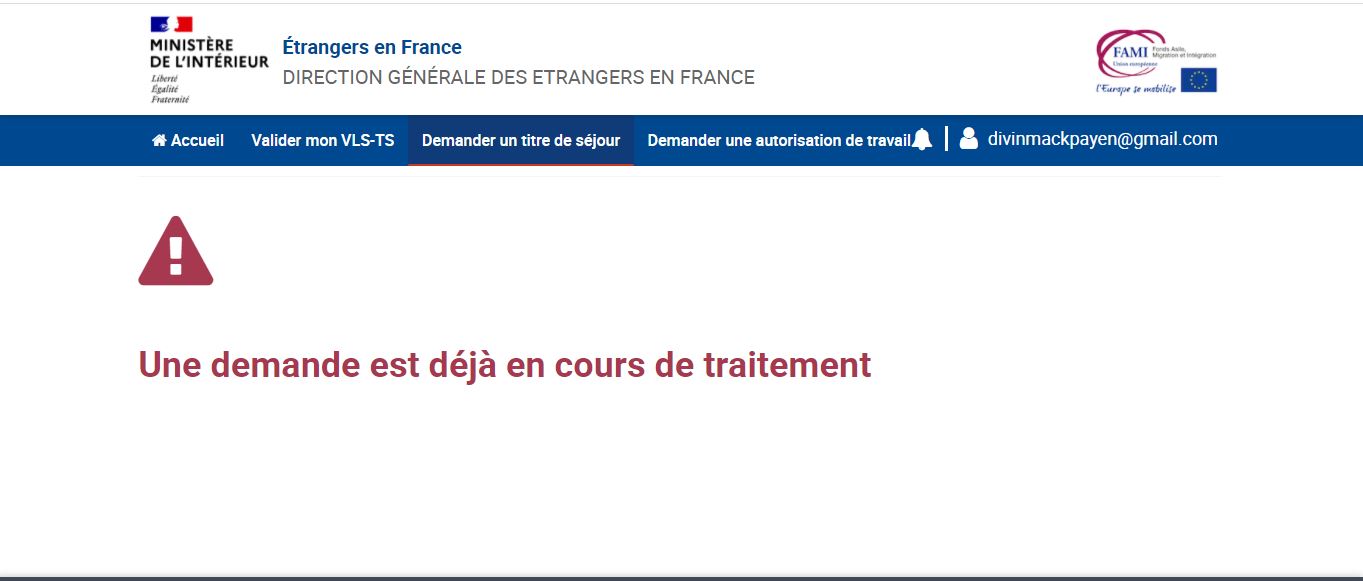 MINISTÈRE
DE L'INTÉRIEUR
Liberté
Égalité
Fraternité
Étrangers en France
DIRECTION GÉNÉRALE DES ETRANGERS EN FRANCE
FAMI
Fonds Asile,
Migration et Intégration
Union européenne
l'Europe se mobilise
Accueil Valider mon VLS-TS Demander un titre de séjour Demander une autorisation de travail divinmackpayen@gmail.com
Une demande est déjà en cours de traitement